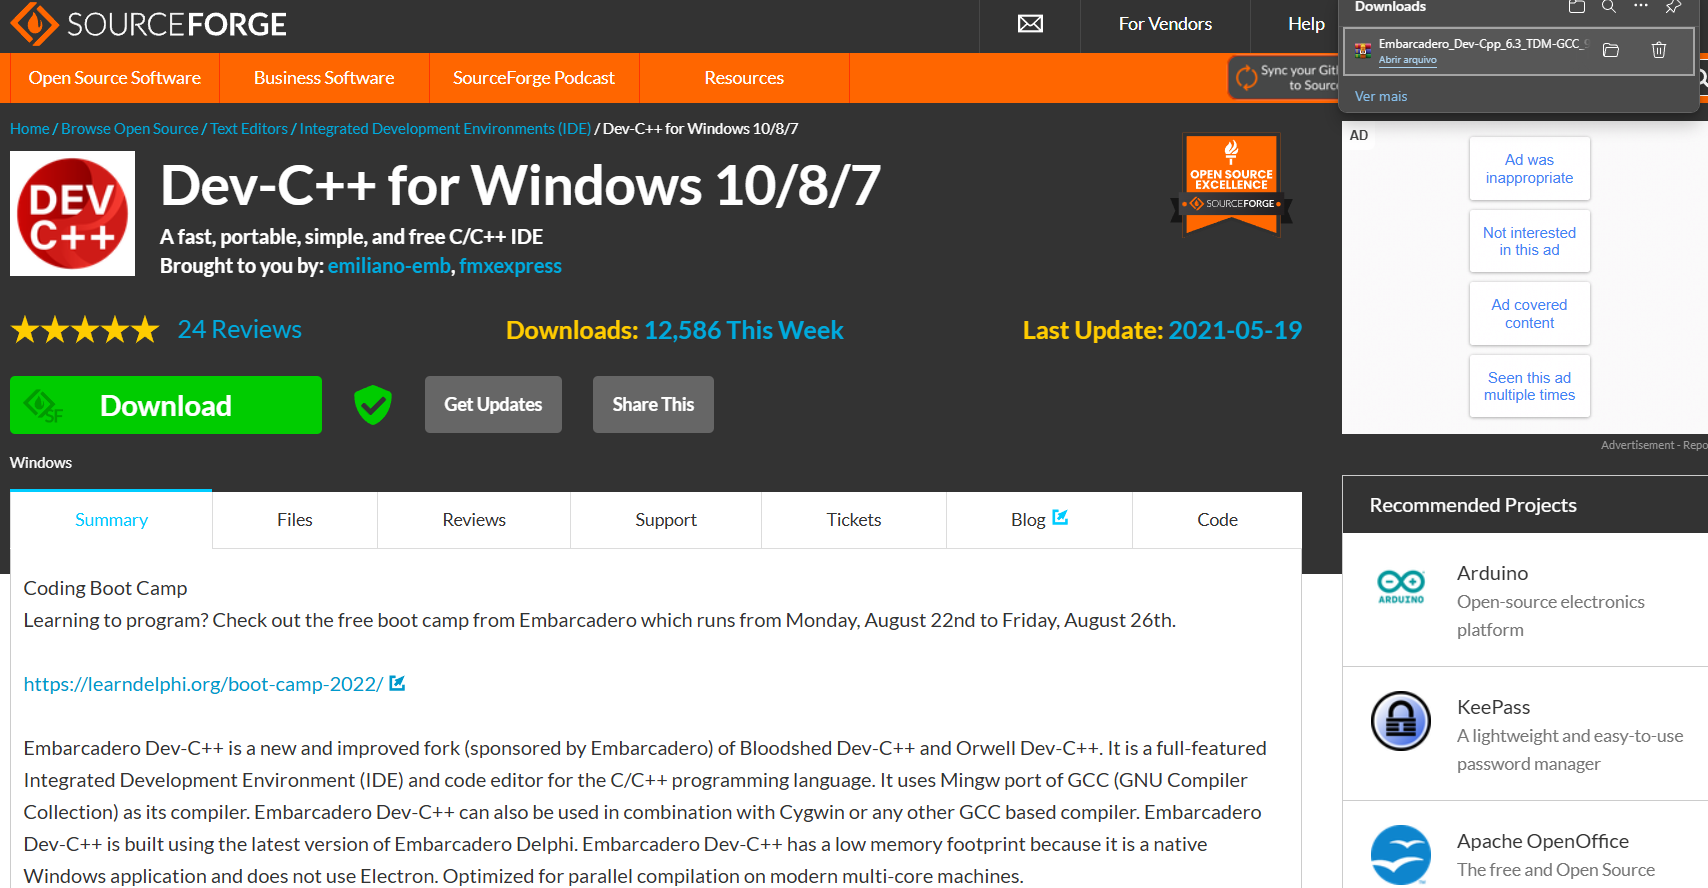 SOURCEFORGE
For Vendors
Help
Downloads
Embarcadero_Dev-Cpp_6.3_TDM-GCC_
Abrir arquivo
Ver mais
Open Source Software
Business Software
SourceForge Podcast
Resources
Sync your Git
to Sourc
Home / Browse Open Source / Text Editors / Integrated Development Environments (IDE) / Dev-C++ for Windows 10/8/7
DEV
C++
Dev-C++ for Windows 10/8/7
A fast, portable, simple, and free C/C++ IDE
Brought to you by: emiliano-emb, fmxexpress
OPEN SOURCE
EXCELLENCE
SOURCEFORGE
24 Reviews
Downloads: 12,586 This Week
Last Update: 2021-05-19
SF
Download
Get Updates
Share This
Windows
AD
Ad was
inappropriate
Not interested
in this ad
Ad covered
content
Seen this ad
multiple times
Advertisement - Repo
Summary
Files
Reviews
Support
Tickets
Blog
Code
Coding Boot Camp
Learning to program? Check out the free boot camp from Embarcadero which runs from Monday, August 22nd to Friday, August 26th.
https://learndelphi.org/boot-camp-2022/
Embarcadero Dev-C++ is a new and improved fork (sponsored by Embarcadero) of Bloodshed Dev-C++ and Orwell Dev-C++. It is a full-featured
Integrated Development Environment (IDE) and code editor for the C/C++ programming language. It uses Mingw port of GCC (GNU Compiler
Collection) as its compiler. Embarcadero Dev-C++ can also be used in combination with Cygwin or any other GCC based compiler. Embarcadero
Dev-C++ is built using the latest version of Embarcadero Delphi. Embarcadero Dev-C++ has a low memory footprint because it is a native
Windows application and does not use Electron. Optimized for parallel compilation on modern multi-core machines.
Recommended Projects
ARDUINO
Arduino
Open-source electronics
platform
KeePass
A lightweight and easy-to-use
password manager
Apache OpenOffice
The free and Open Source